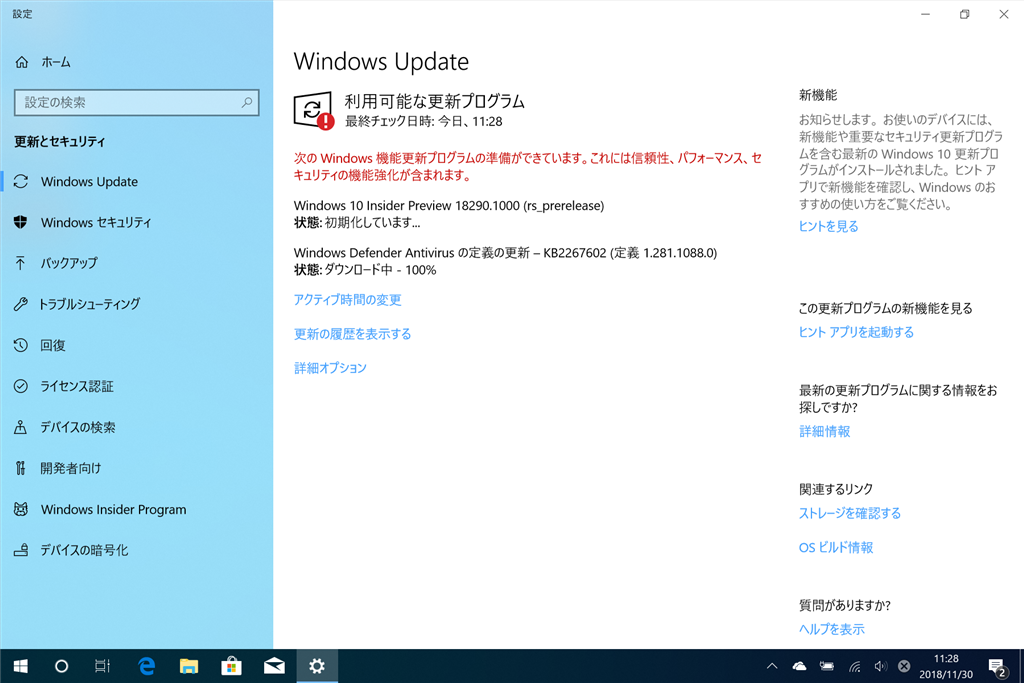 設定
ホーム
設定の検索
更新とセキュリティ
Windows Update
Windows セキュリティ
バックアップ
トラブルシューティング
回復
ライセンス認証
デバイスの検索
開発者向け
Windows Insider Program
デバイスの暗号化
Windows Update
利用可能な更新プログラム
最終チェック日時: 今日、11:28
次の Windows 機能更新プログラムの準備ができています。これには信頼性、パフォーマンス、セ
キュリティの機能強化が含まれます。
Windows 10 Insider Preview 18290.1000 (rs_prerelease)
状態: 初期化しています...
Windows Defender Antivirus の定義の更新 – KB2267602 (定義 1.281.1088.0)
状態: ダウンロード中 - 100%
アクティブ時間の変更
更新の履歴を表示する
詳細オプション
新機能
お知らせします。お使いのデバイスには、
新機能や重要なセキュリティ更新プログラ
ムを含む最新の Windows 10 更新プロ
グラムがインストールされました。ヒント ア
プリで新機能を確認し、Windows のお
すすめの使い方をご覧ください。
ヒントを見る
この更新プログラムの新機能を見る
ヒント アプリを起動する
最新の更新プログラムに関する情報をお
探しですか?
詳細情報
関連するリンク
ストレージを確認する
OS ビルド情報
質問がありますか?
ヘルプを表示
11:28
2018/11/30
2